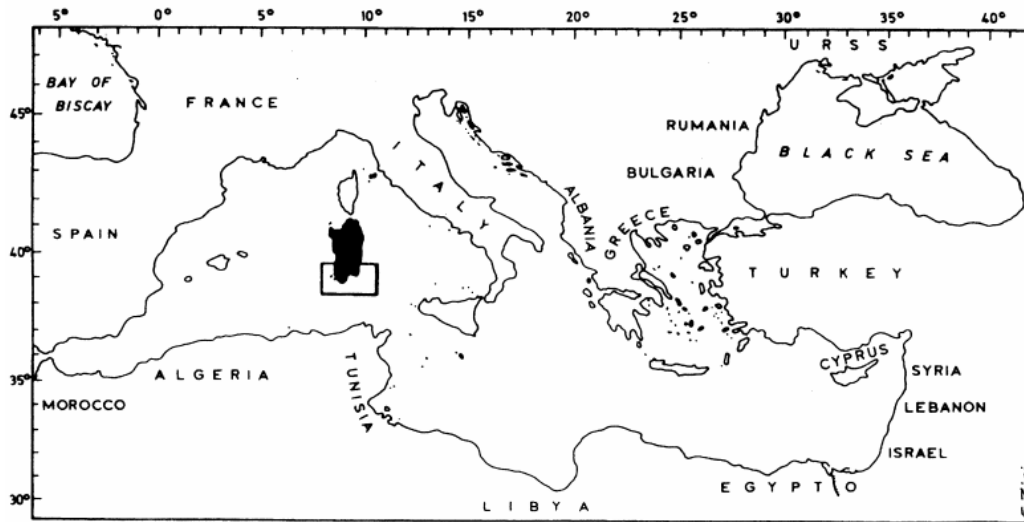 5° 0° 5° 10° 15° 20° 25° 30° 35° 40°
URSS
BAY OF
BISCAY
FRANCE
45°
RUMANIA
BLACK SEA
ITALY
BULGARIA
ALBANIA
GREECE
SPAIN
40°
TURKEY
CYPRUS
SYRIA
35°
ALGERIA
TUNISIA
MOROCCO
LEBANON
ISRAEL
EGYPTO
30°
LIBYA